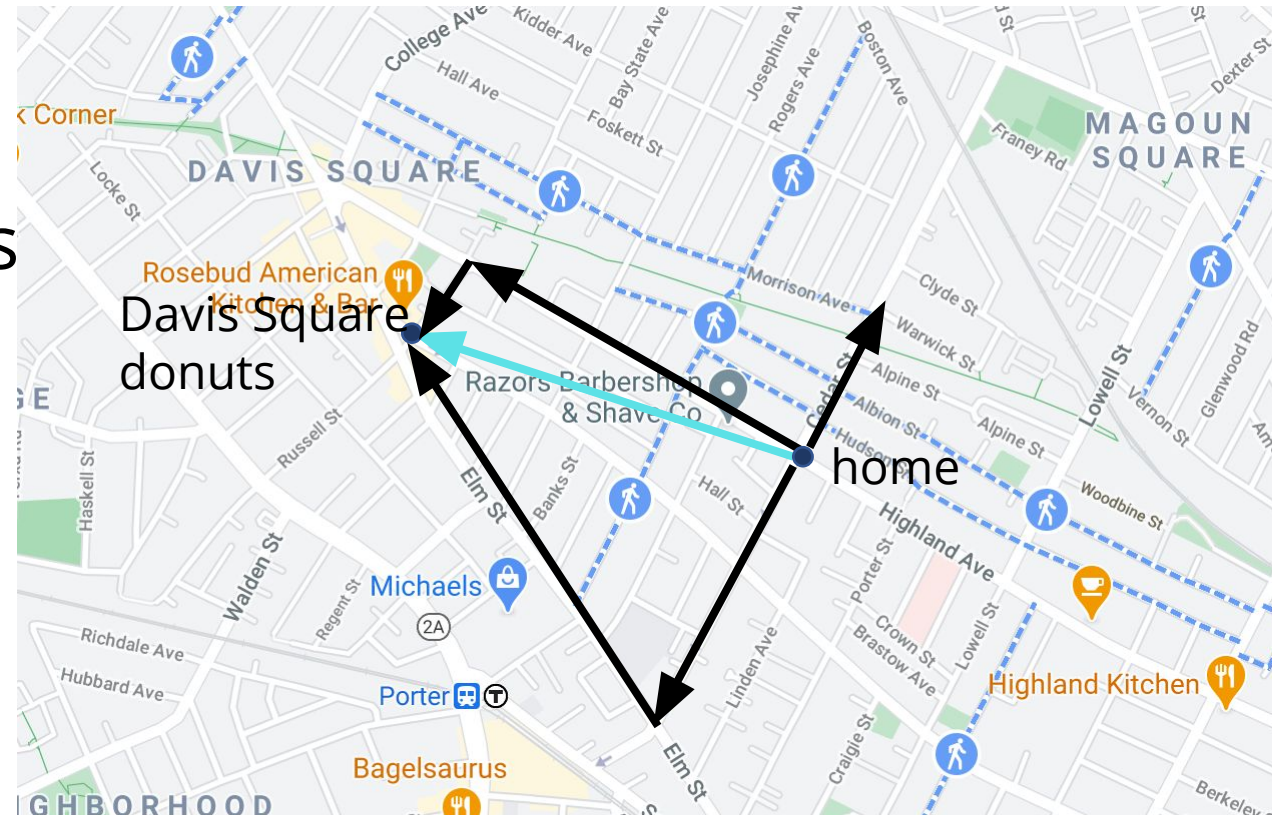 College Ave
Kidder Ave
Bay State Ave
Josephine Av
Rogers Ave
Boston Ave
d St
St
Dexter St
Hall Ave
Foskett St
k Corner
Franey Rd
MAGOUN
SQUARE
Locke St
DAVIS SQUARE
s
Rosebud American
Kitchen & Bar
Davis Square
donuts
Morrison Ave
Clyde St
Warwick St
Glenwood Rd
Lowell St
Vernon St
Razors Barbershop
& Shave Co
Cedar St
Alpine St
Albion St
Alpine St
Am
GE
Russell St
Hudson St
home
Haskell St
Elm St
Banks St
Hall St
Highland Ave
Woodbine St
Walden St
Regent St
Michaels
2A
Porter St
Crown St
Lowell St
Brastow Ave
Linden Ave
Richdale Ave
Hubbard Ave
Porter
T
Highland Kitchen
Craigie St
Elm St
S
Bagelsaurus
Berkeley
IGHBORHOOD